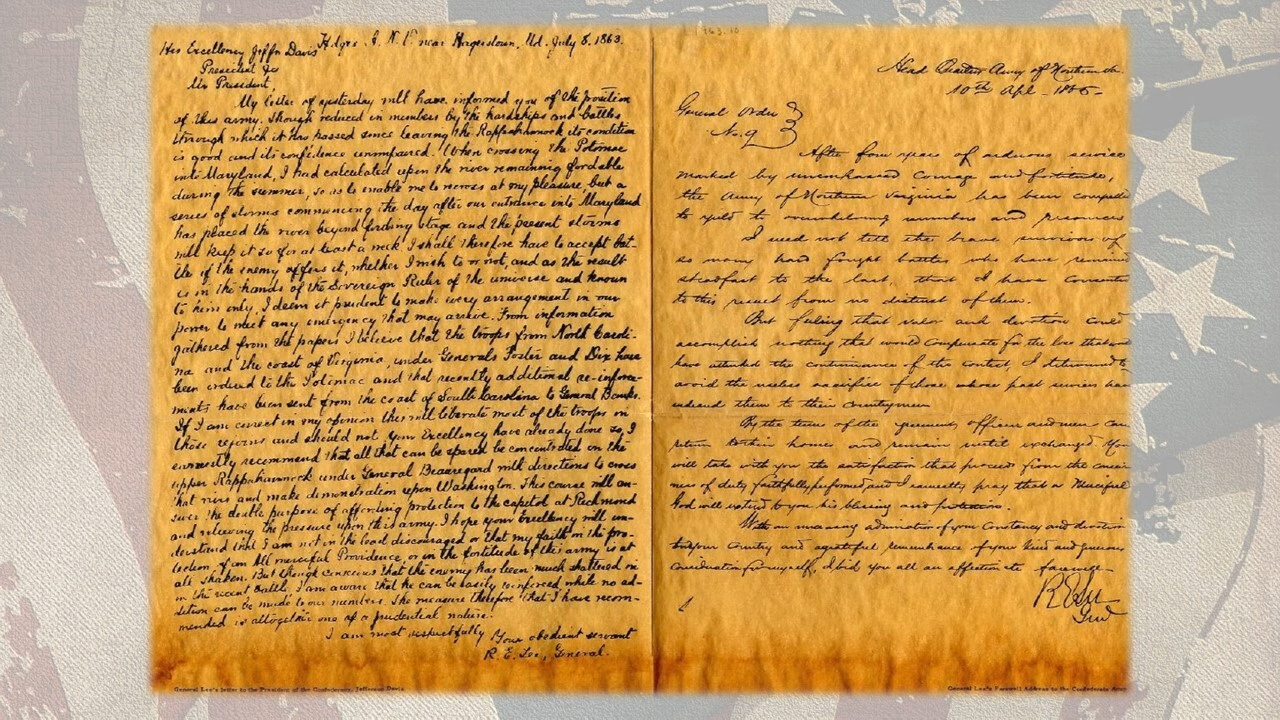 1963.10
His Excellency Jeffn Davis Hdqrs. A. N. V. near Hagerstown, Md. July 8, 1863.
President &c
Mr President,
My letter of yesterday will have informed you of the position
of this army. Though reduced in numbers by the hardships and battles
through which it has passed since leaving the Rappahannock its condition
is good and its confidence unimpaired. When crossing the Potomac
into Maryland, I had calculated upon the river remaining fordable
during the summer, so as to enable me to recross at my pleasure, but a
series of storms commencing the day after our entrance into Maryland
has placed the river beyond fording stage and the present storms
will keep it so for at least a week. I shall therefore have to accept bat-
tle if the enemy offers it, whether I wish to or not, and as the result
is in the hands of the Sovereign Ruler of the universe and known
to him only, I deem it prudent to make every arrangement in our
power to meet any emergency that may arrive. From information
gathered from the papers I believe that the troops from North Caroli-
na and the coast of Virginia, under Generals Foster and Dix have
been ordered to the Potomac and that recently additional re-inforce-
ments have been sent from the coast of South Carolina to General Banks.
If I am correct in my opinion this will liberate most of the troops in
those regions and should not your Excellency have already done so, I
earnestly recommend that all that can be spared be concentrated on the
upper Rappahannock under General Beauregard with directions to cross
that river and make demonstration upon Washington. This course will an-
swer the double purpose of affording protection to the capitol at Richmond
and relieving the pressure upon this army. I hope your Excellency will un-
derstand that I am not in the least discouraged or that my faith in the pro-
tection of an All merciful Providence, or in the fortitude of this army is at
all shaken. But though conscious that the enemy has been much shattered in
in the recent battle, I am aware that he can be easily reinforced while no ad-
dition can be made to our numbers. The measure therefore that I have recom-
mended is altogether one of a prudential nature.
I am most respectfully Your obedient servant
R. E. Lee, General.
General Lee's letter to the President of the Confederacy, Jefferson Davis
Head Quarters Army of Northern Va.
10th Apl 1865
General Order
No. 9
After four years of arduous service
marked by unsurpassed Courage and fortitude,
the Army of Northern Virginia has been compelled
to yield to overwhelming numbers and resources
I need not tell the brave survivors of
so many hard fought battles who have remained
steadfast to the last, that I have consented
to this result from no distrust of them.
But feeling that valor and devotion could
accomplish nothing that would compensate for the loss that would
have attended the continuance of the contest, I determined to
avoid the useless sacrifice of those whose past services have
endeared them to their Countrymen
By the terms of the agreement, officers and men can
return to their homes and remain until exchanged You
will take with you the satisfaction that proceeds from the conscious
ness of duty faithfully performed and I earnestly pray that a Merciful
God will extend to you his blessing and protection.
With an unceasing admiration of your Constancy and devotion
to your Country and a grateful remembrance of your kind and generous
Consideration for myself, I bid you all an affectionate farewell
R E Lee
Genl
General Lee's Farewell Address to the Confederate Army